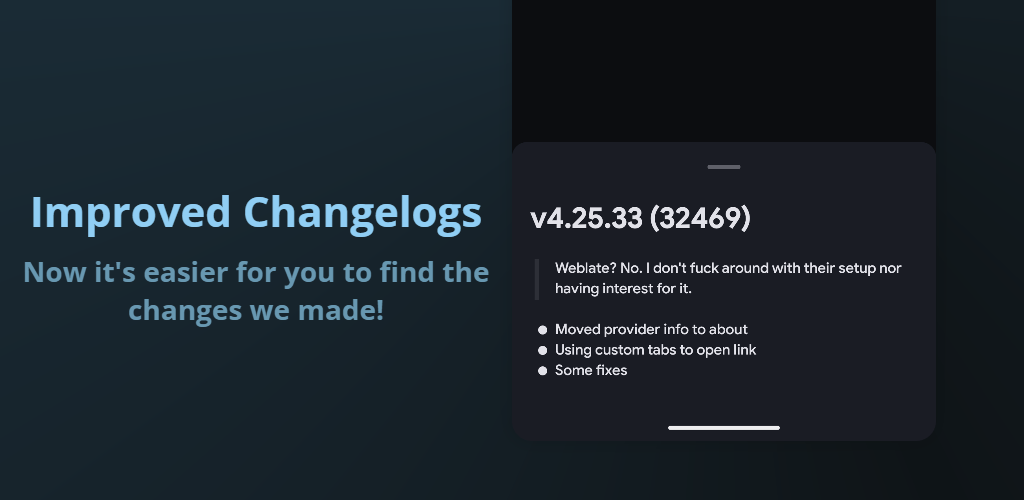 Improved Changelogs
Now it's easier for you to find the
changes we made!
v4.25.33 (32469)
Weblate? No. I don't fuck around with their setup nor
having interest for it.
Moved provider info to about
Using custom tabs to open link
Some fixes